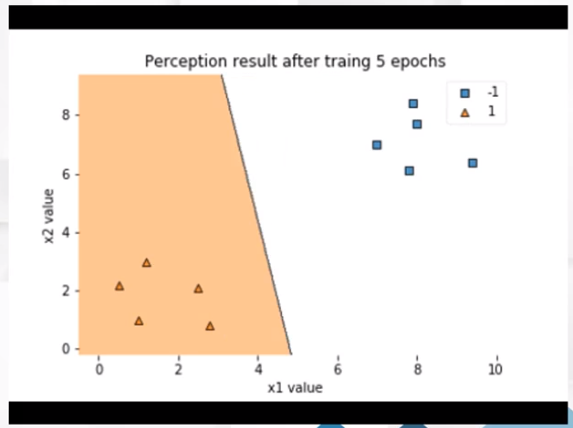 Perception result after traing 5 epochs
-1
1
8
6
4
2
0
x2 value
0 2 4 6 8 10
x1 value